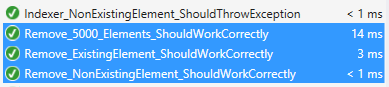 Indexer_NonExistingElement_ShouldThrowException < 1 ms
Remove_5000_Elements_ShouldWorkCorrectly 14 ms
Remove_ExistingElement_ShouldWorkCorrectly 3 ms
Remove_NonExistingElement_ShouldWorkCorrectly < 1 ms